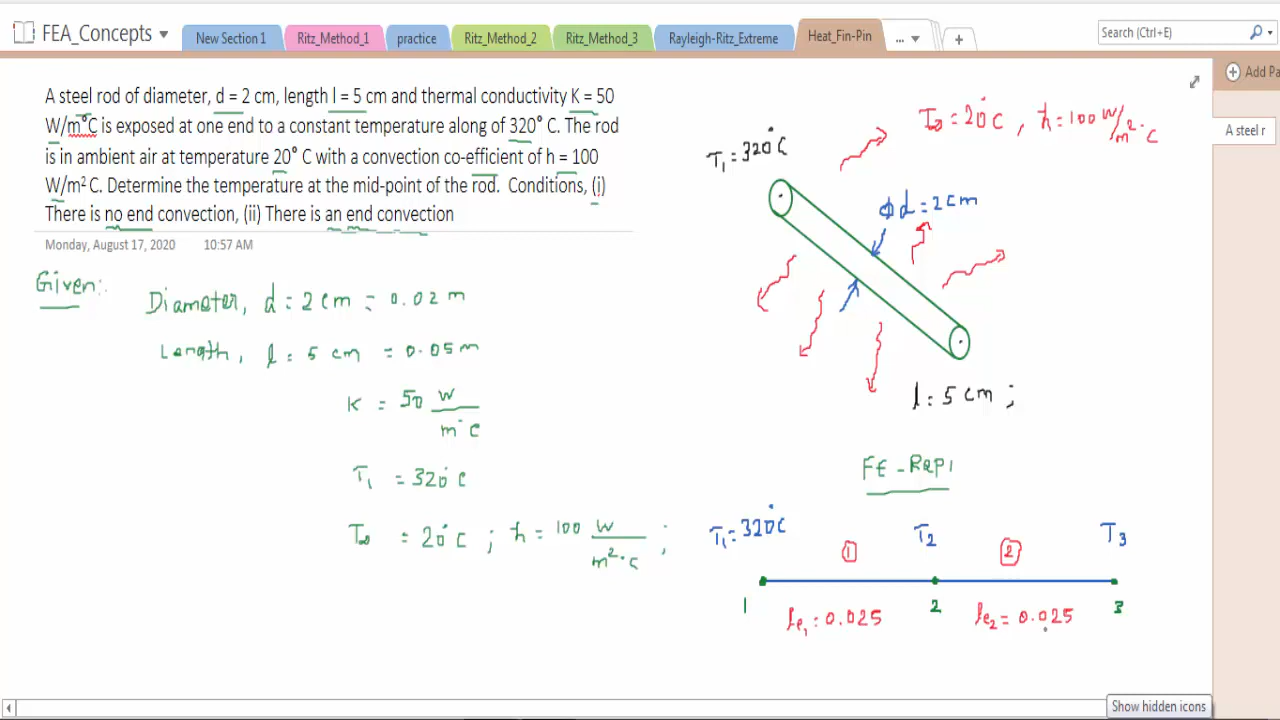 FEA_Concepts
New Section 1
Ritz_Method_1
practice
Ritz_Method_2
Ritz_Method_3
Rayleigh-Ritz_Extreme
Heat_Fin-Pin
...
Search (Ctrl+E)
Add Pa
A steel r
A steel rod of diameter, d = 2 cm, length l = 5 cm and thermal conductivity K = 50
W/m°C is exposed at one end to a constant temperature along of 320° C. The rod
is in ambient air at temperature 20° C with a convection co-efficient of h = 100
W/m² C. Determine the temperature at the mid-point of the rod. Conditions, (i)
There is no end convection, (ii) There is an end convection
Monday, August 17, 2020 10:57 AM
Given:
Diameter, d = 2 cm = 0.02 m
Length, l = 5 cm = 0.05 m
K = 50 W/m°C
T₁ = 320°C
T∞ = 20°C ; h = 100 W/m²·C ;
T∞ = 20°C , h = 100 W/m²·C
T₁ = 320°C
ϕ d = 2 cm
l = 5 cm ;
FE - REP
T₁ = 320°C T₂ T₃
① ②
1 2 3
le₁ = 0.025 le₂ = 0.025
Show hidden icons